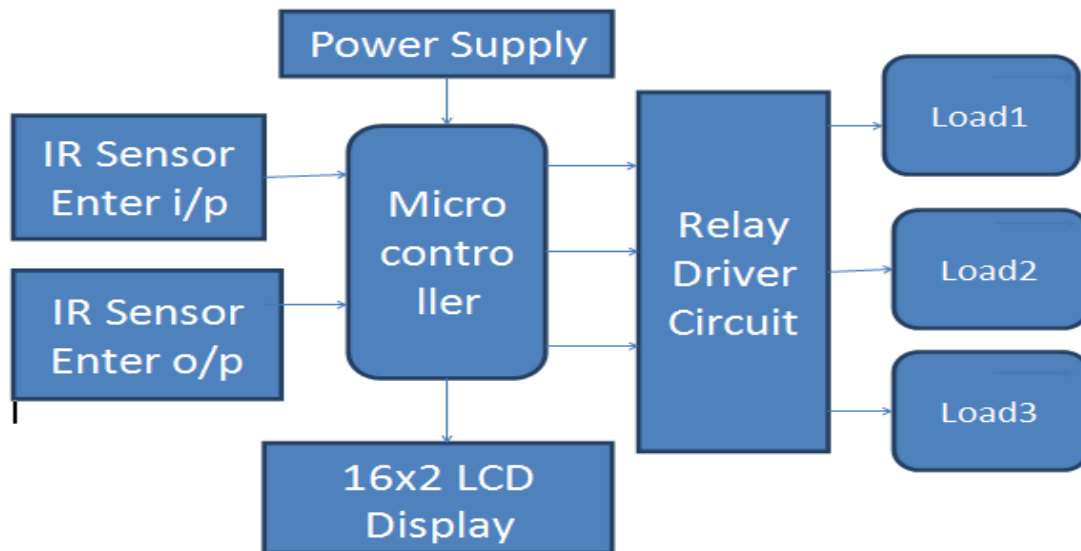 Power Supply
IR Sensor
Enter i/p
IR Sensor
Enter o/p
Micro
contro
ller
16x2 LCD
Display
Relay
Driver
Circuit
Load1
Load2
Load3